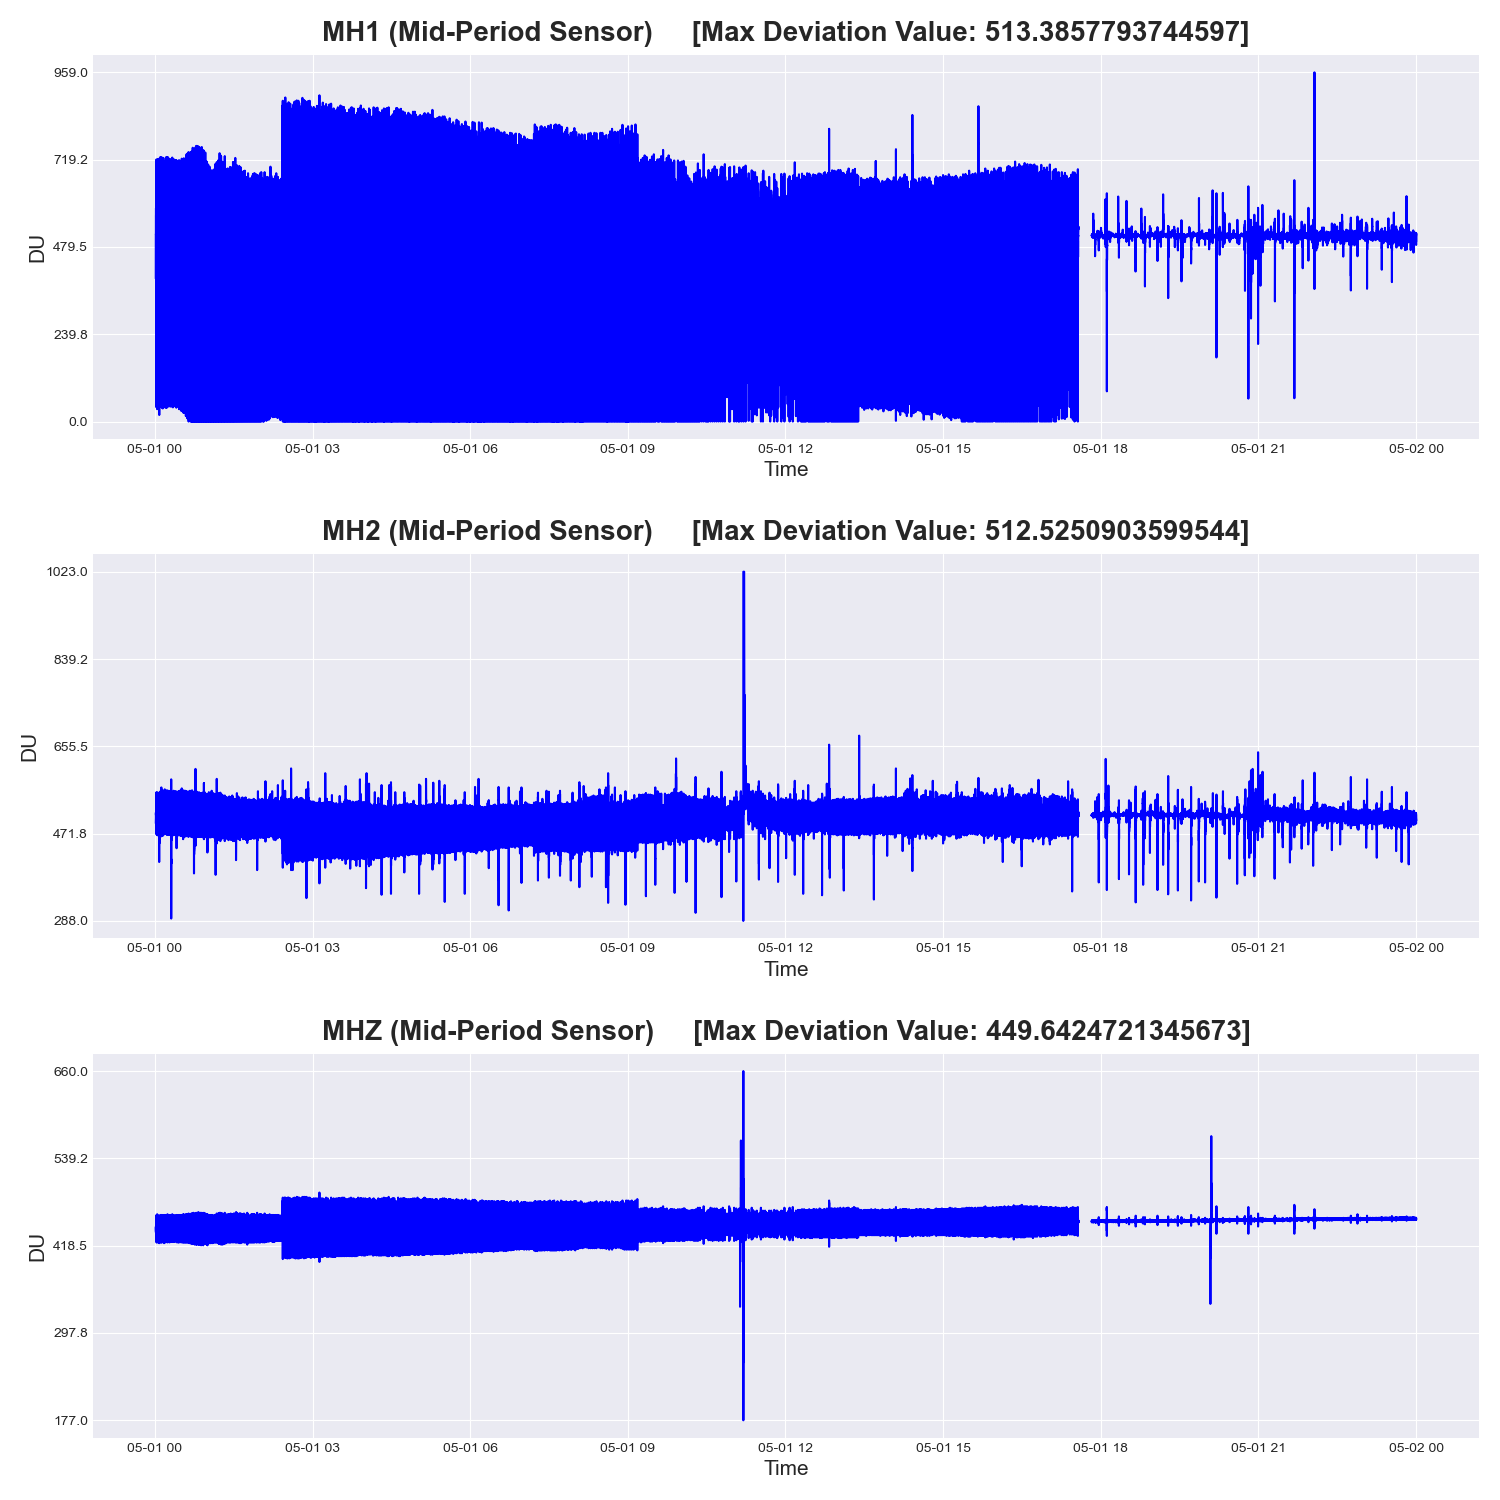 MH1 (Mid-Period Sensor) [Max Deviation Value: 513.3857793744597]
959.0
719.2
479.5
239.8
0.0
DU
05-01 00 05-01 03 05-01 06 05-01 09 05-01 12 05-01 15 05-01 18 05-01 21 05-02 00
Time
MH2 (Mid-Period Sensor) [Max Deviation Value: 512.5250903599544]
1023.0
839.2
655.5
471.8
288.0
DU
05-01 00 05-01 03 05-01 06 05-01 09 05-01 12 05-01 15 05-01 18 05-01 21 05-02 00
Time
MHZ (Mid-Period Sensor) [Max Deviation Value: 449.6424721345673]
660.0
539.2
418.5
297.8
177.0
DU
05-01 00 05-01 03 05-01 06 05-01 09 05-01 12 05-01 15 05-01 18 05-01 21 05-02 00
Time